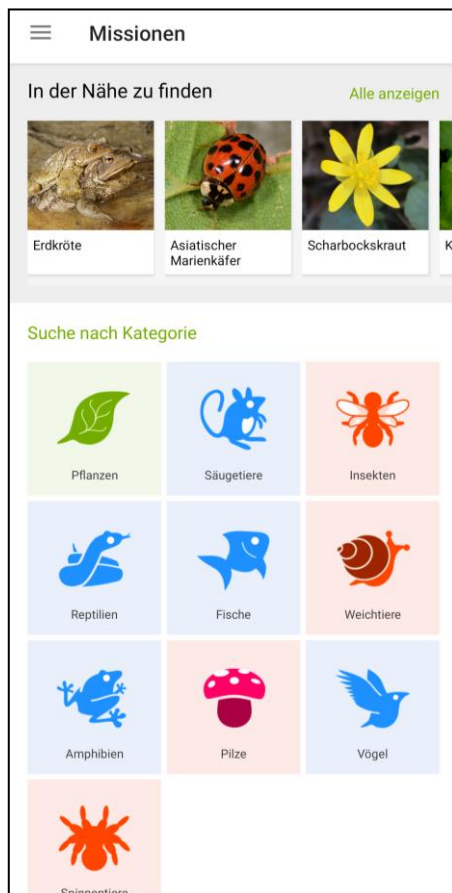 Missionen
In der Nähe zu finden
Alle anzeigen
Erdkröte
Asiatischer
Marienkäfer
Scharbockskraut
K
Suche nach Kategorie
Pflanzen
Säugetiere
Insekten
Reptilien
Fische
Weichtiere
Amphibien
Pilze
Vögel
Spinnentiere